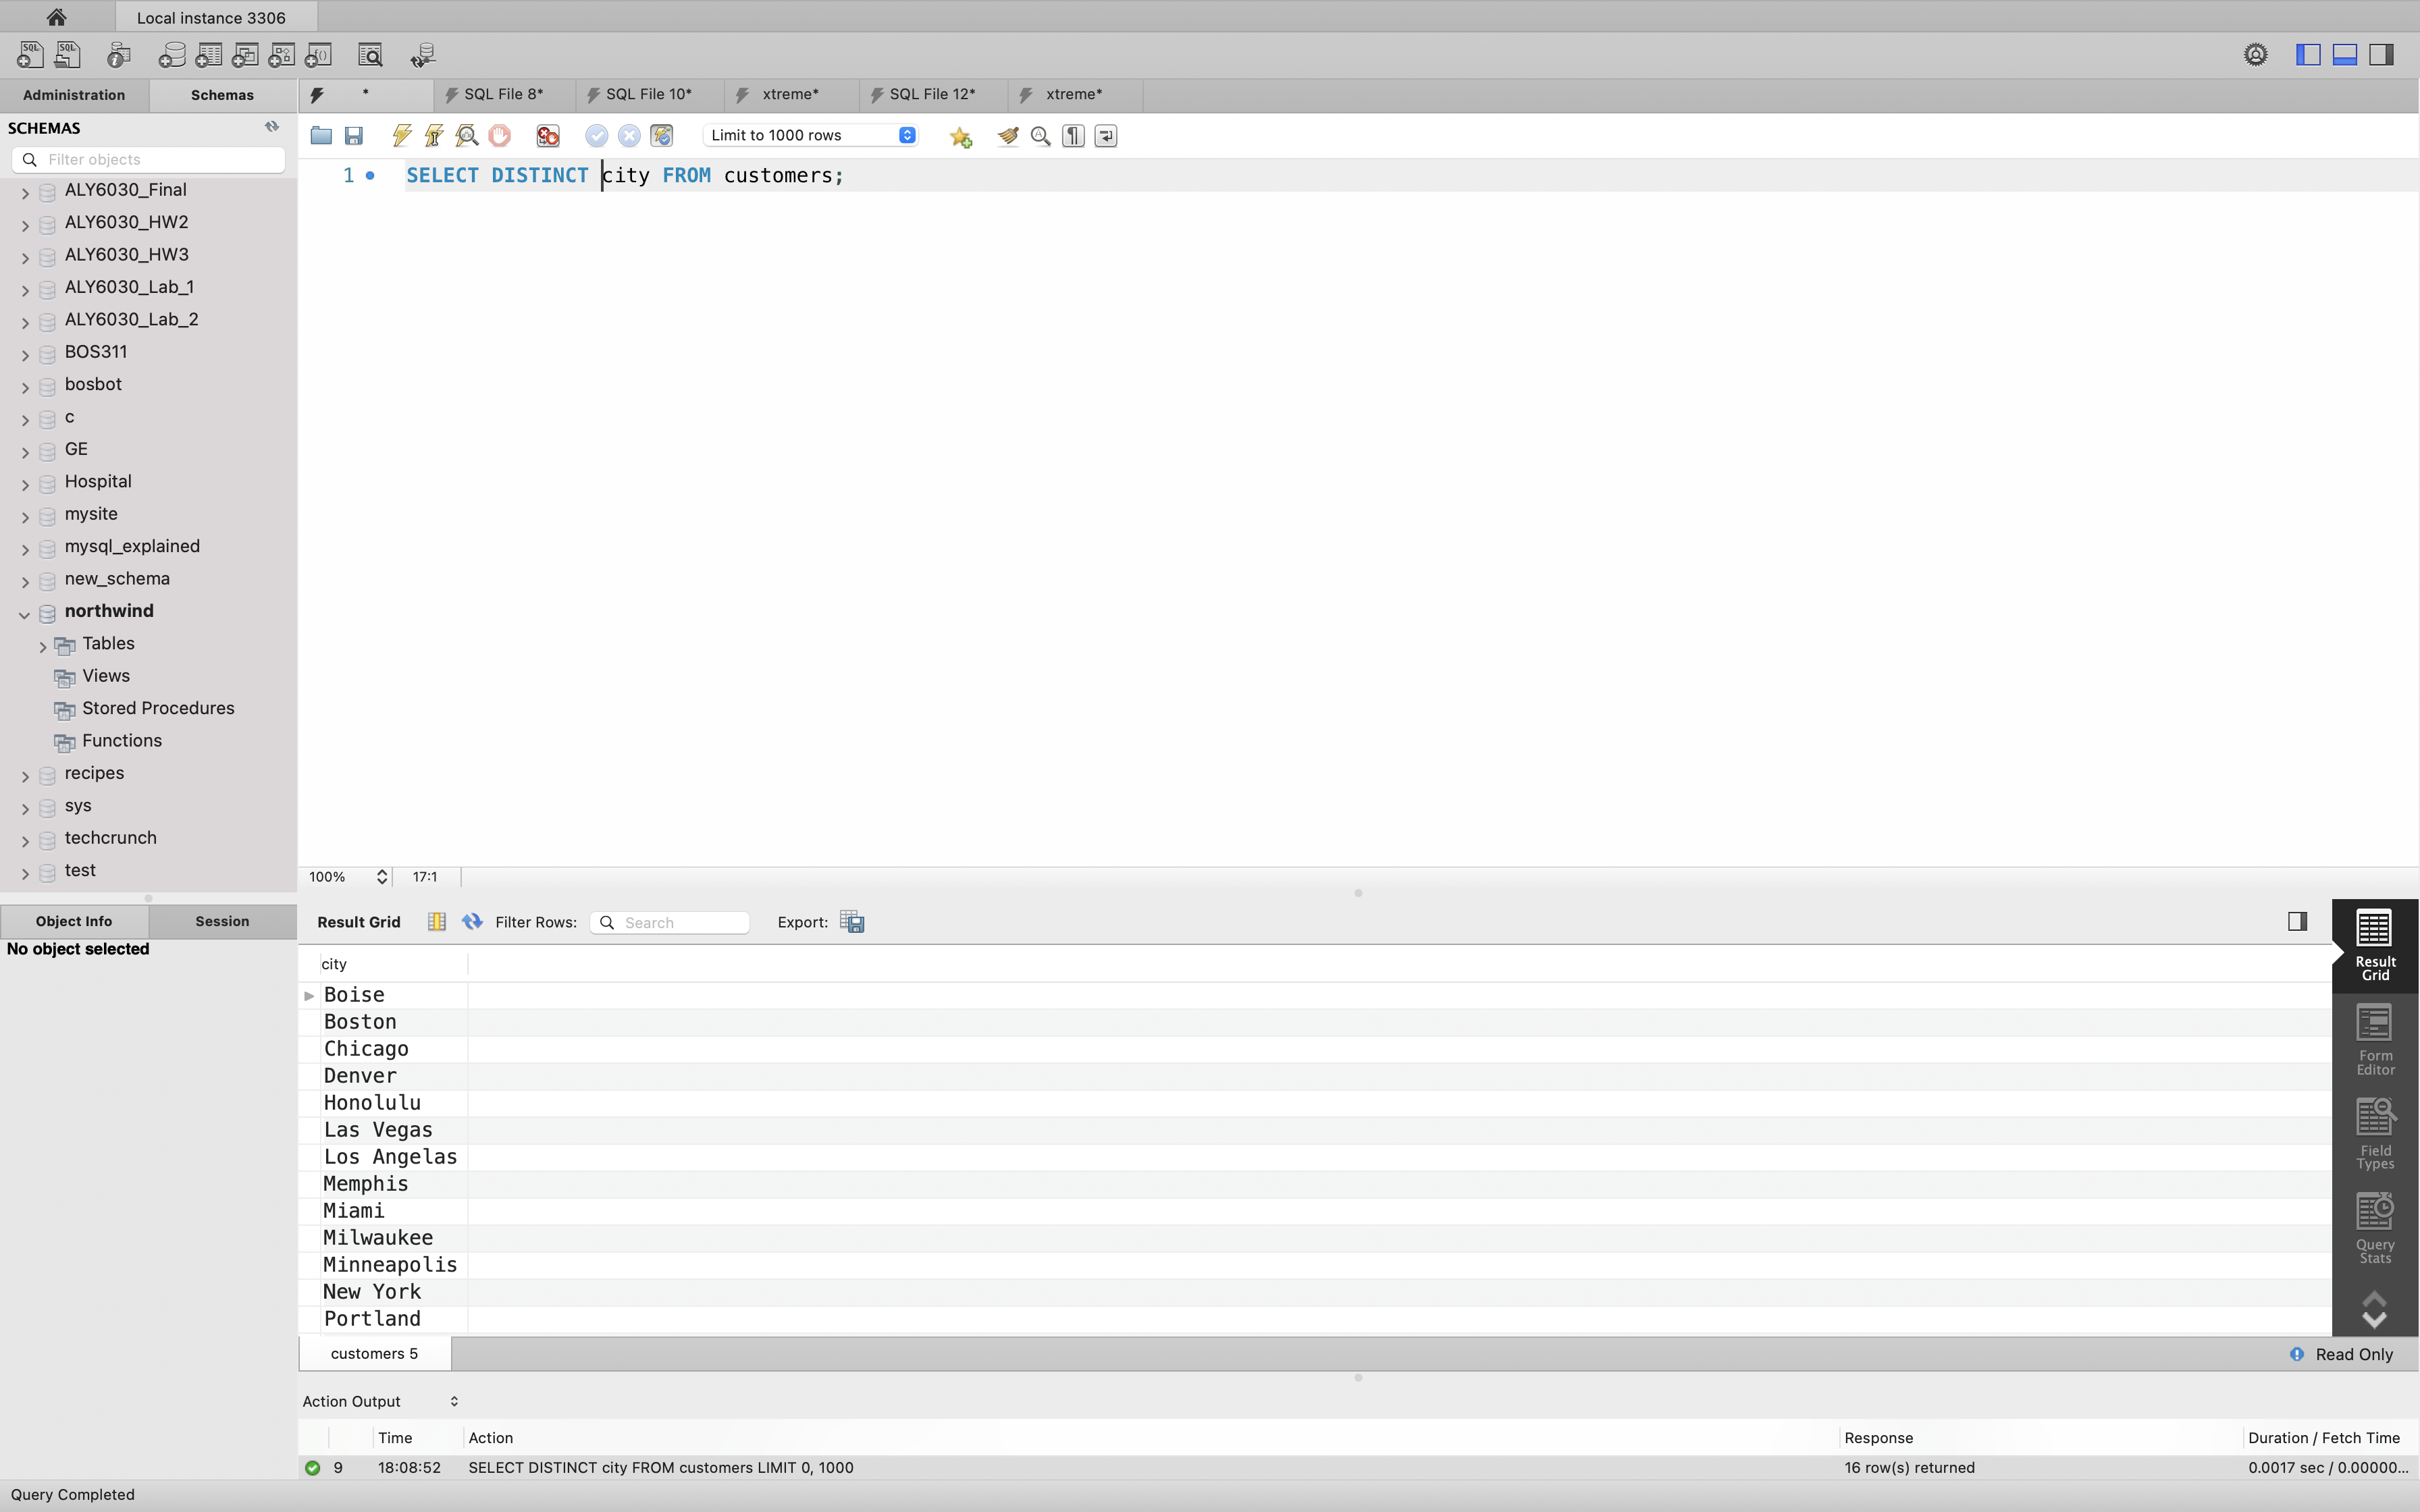 Local instance 3306
SQL SQL
Administration Schemas * SQL File 8* SQL File 10* xtreme* SQL File 12* xtreme*
SCHEMAS
Filter objects
Limit to 1000 rows
1 SELECT DISTINCT city FROM customers;
ALY6030_Final
ALY6030_HW2
ALY6030_HW3
ALY6030_Lab_1
ALY6030_Lab_2
BOS311
bosbot
c
GE
Hospital
mysite
mysql_explained
new_schema
northwind
Tables
Views
Stored Procedures
Functions
recipes
sys
techcrunch
test
100% 17:1
Object Info Session
No object selected
Result Grid Filter Rows: Search Export:
city
Boise
Boston
Chicago
Denver
Honolulu
Las Vegas
Los Angelas
Memphis
Miami
Milwaukee
Minneapolis
New York
Portland
Result
Grid
Form
Editor
Field
Types
Query
Stats
customers 5 Read Only
Action Output
Time Action Response Duration / Fetch Time
9 18:08:52 SELECT DISTINCT city FROM customers LIMIT 0, 1000 16 row(s) returned 0.0017 sec / 0.00000...
Query Completed